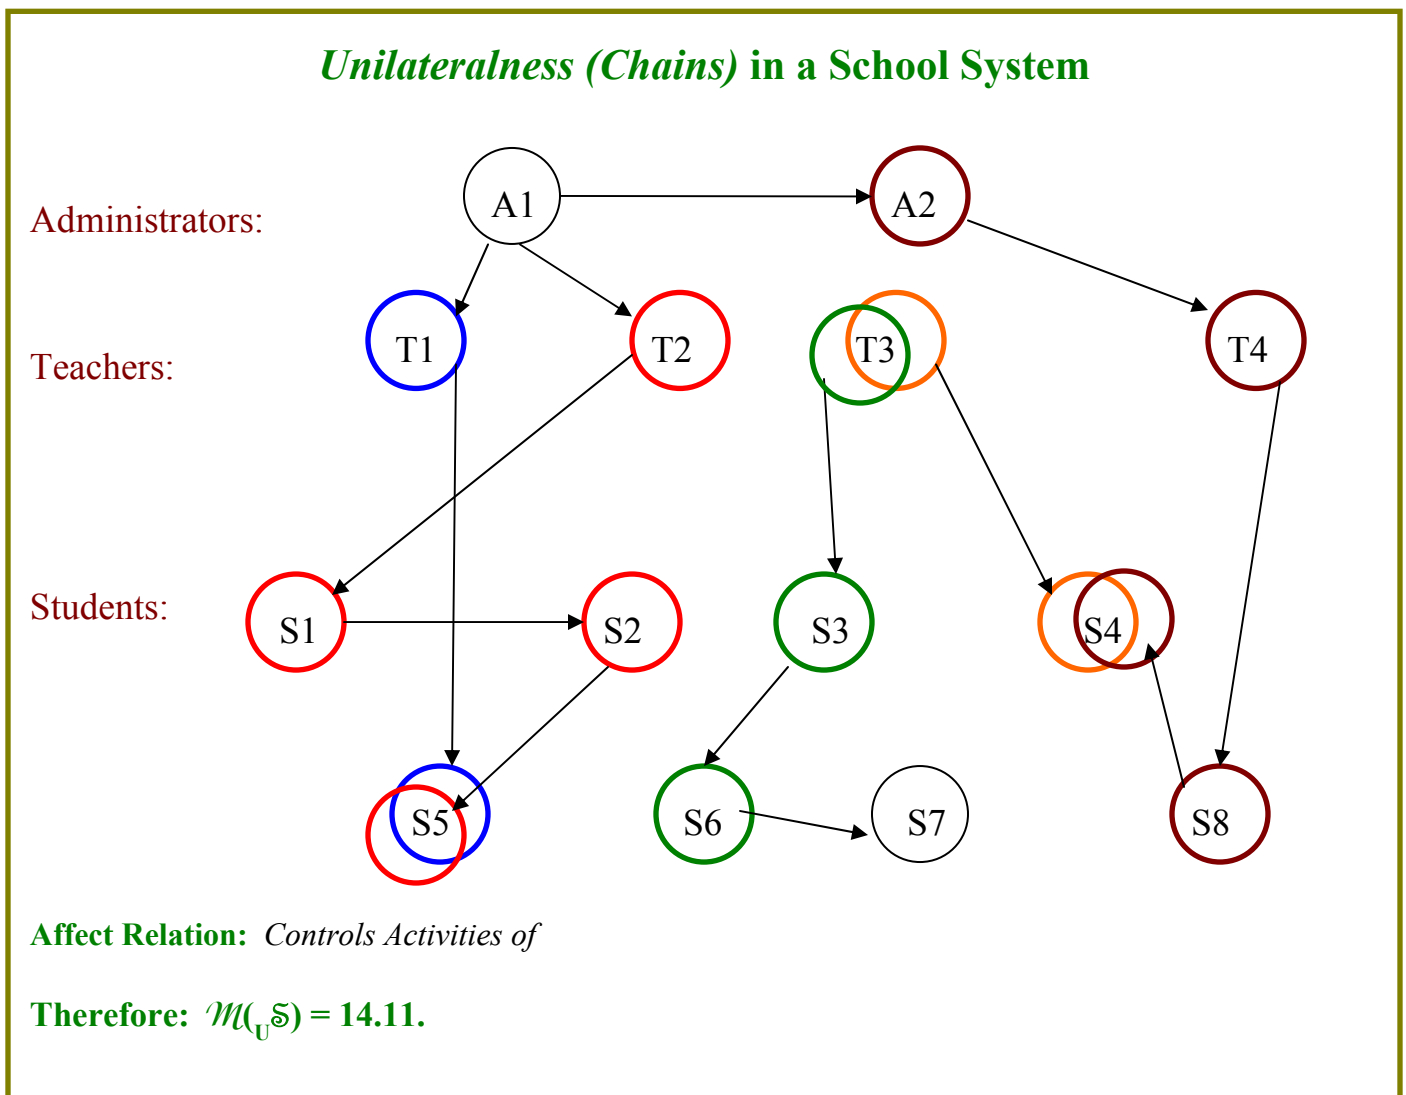 Unilateralness (Chains) in a School System
Administrators:
A1
A2
Teachers:
T1
T2
T3
T4
Students:
S1
S2
S3
S4
S5
S6
S7
S8
Affect Relation: Controls Activities of
Therefore: ℳ(ᵤ𝕊) = 14.11.